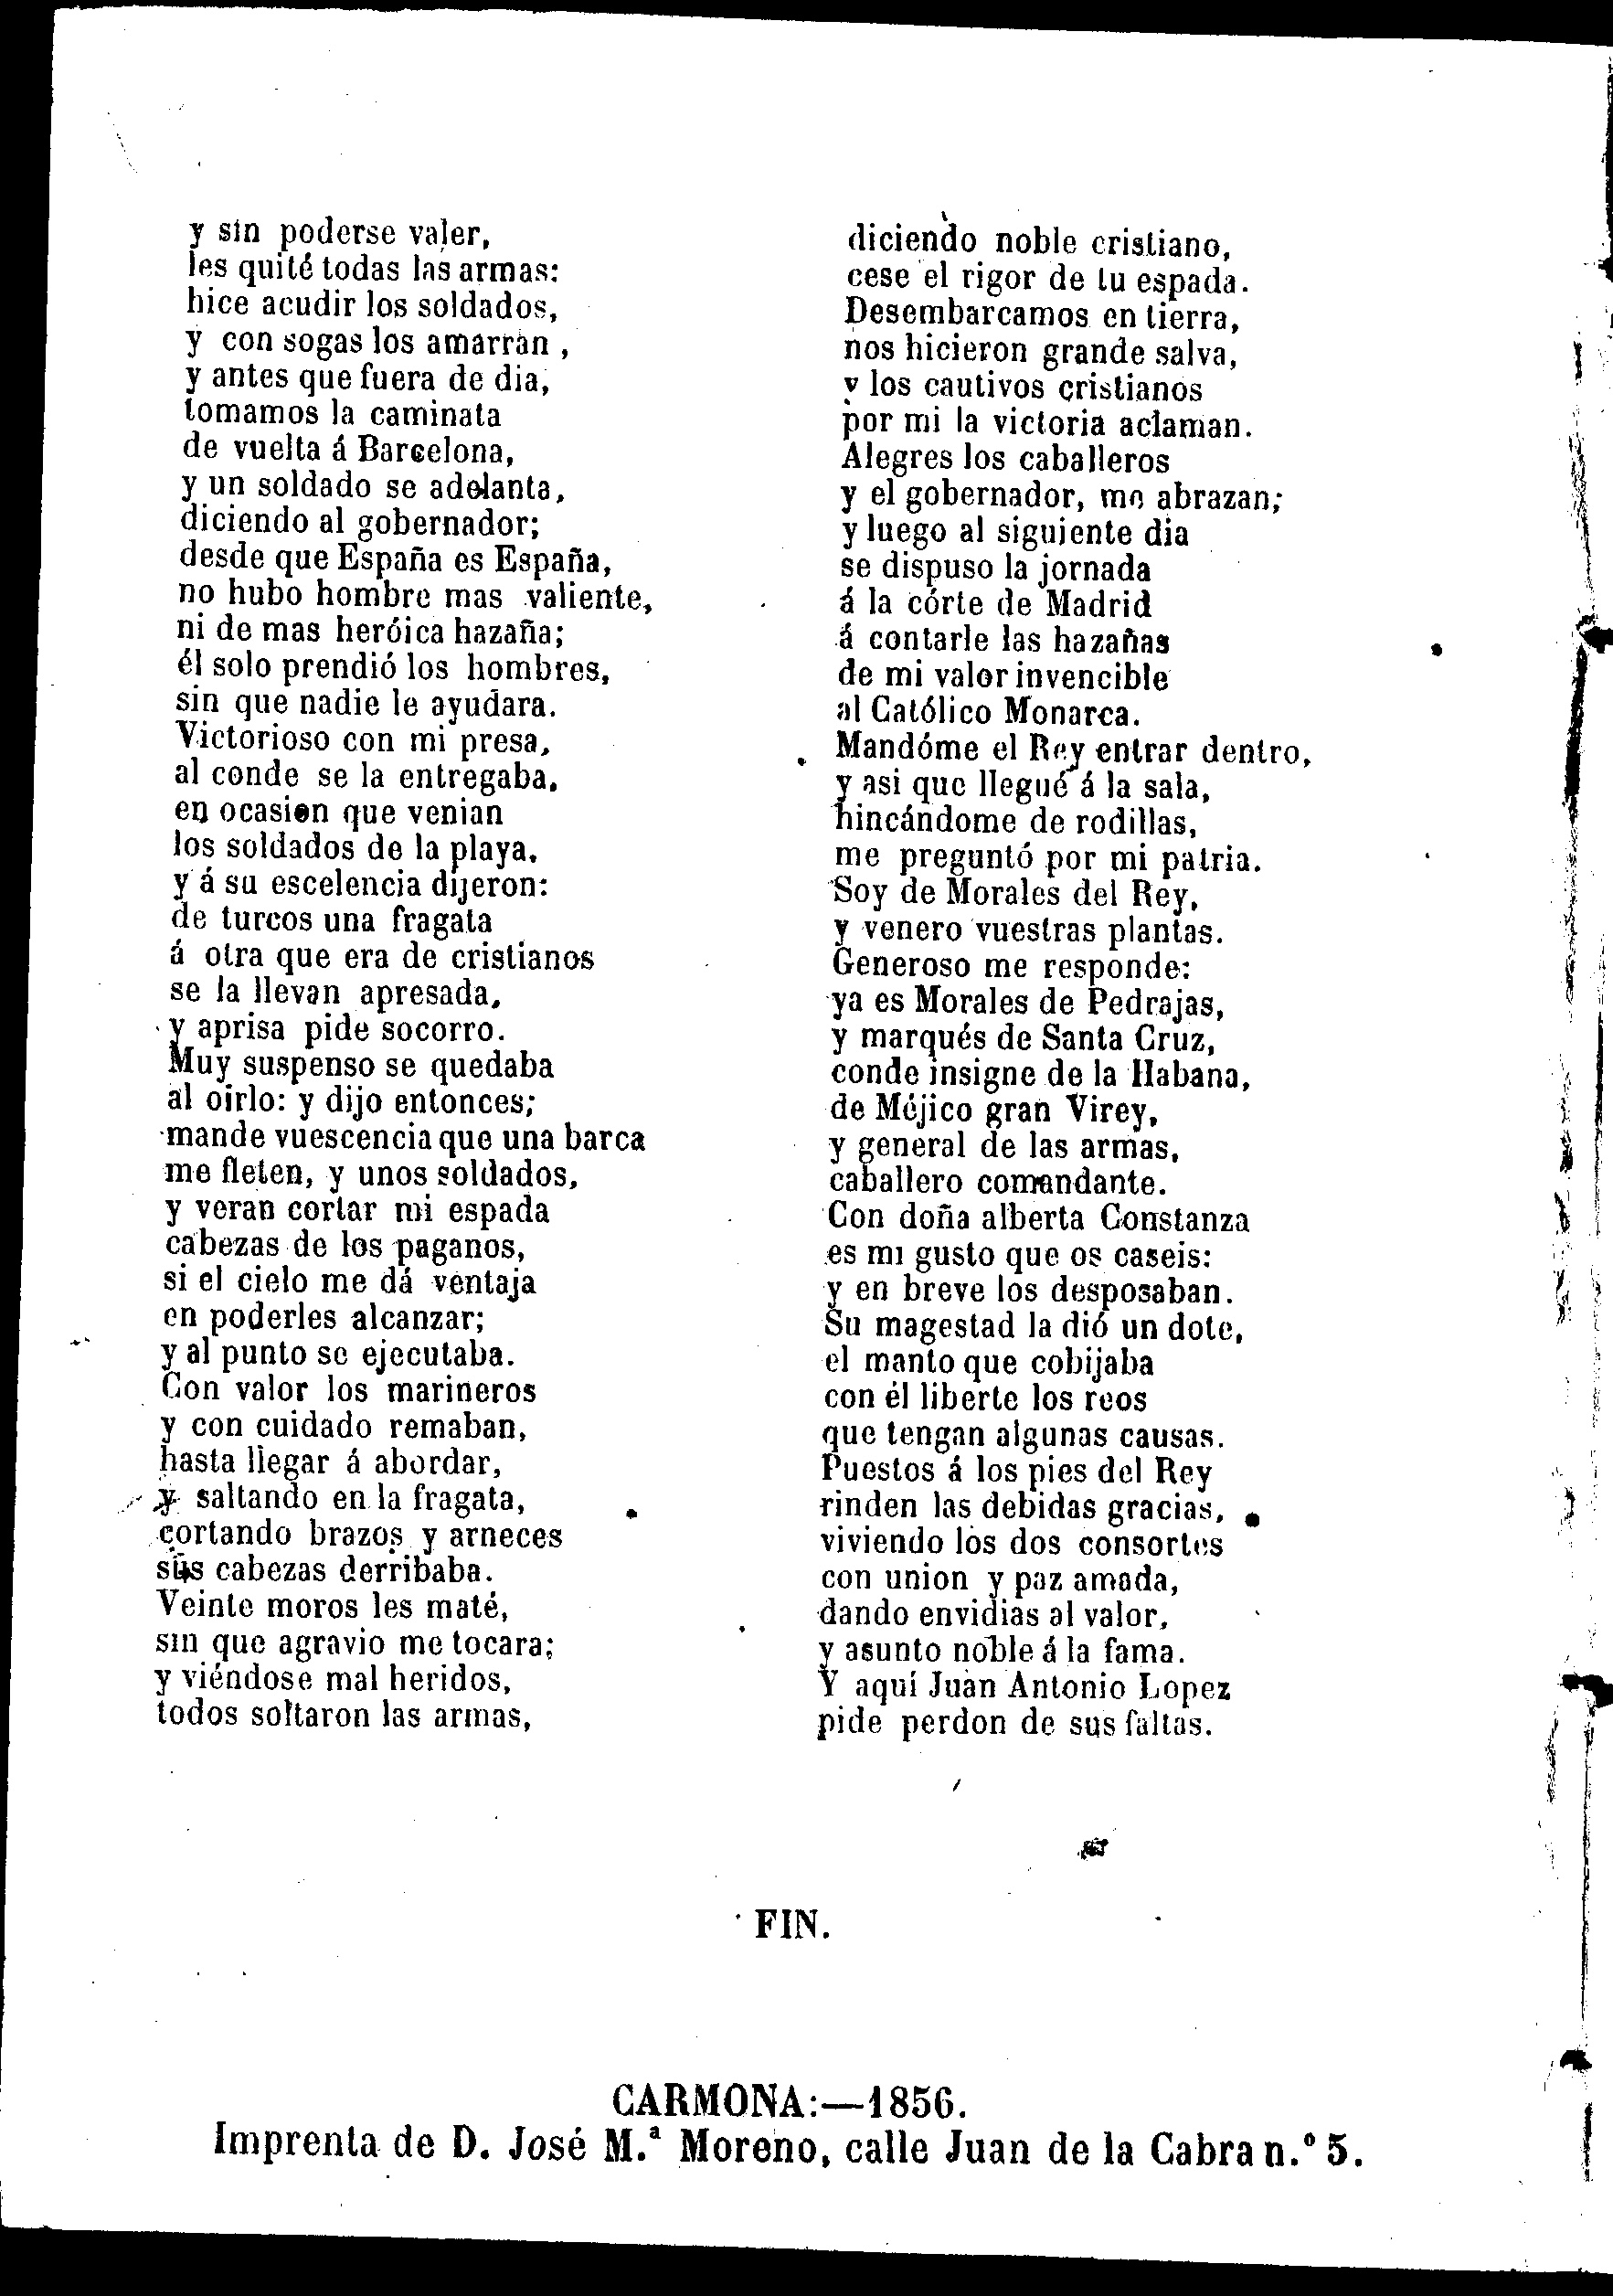 y sin poderse valer,
les quité todas las armas:
hice acudir los soldados,
y con sogas los amarran,
y antes que fuera de dia,
tomamos la caminata
de vuelta á Barcelona,
y un soldado se adelanta,
diciendo al gobernador;
desde que España es España,
no hubo hombre mas valiente,
ni de mas heróica hazaña;
él solo prendió los hombres,
sin que nadie le ayudara.
Victorioso con mi presa,
al conde se la entregaba,
en ocasion que venian
los soldados de la playa,
y á su escelencia dijeron:
de turcos una fragata
á otra que era de cristianos
se la llevan apresada,
y aprisa pide socorro.
Muy suspenso se quedaba
al oirlo: y dijo entonces;
mande vuescencia que una barca
me fleten, y unos soldados,
y veran cortar mi espada
cabezas de los paganos,
si el cielo me dá ventaja
en poderles alcanzar;
y al punto se ejecutaba.
Con valor los marineros
y con cuidado remaban,
hasta llegar á abordar,
y saltando en la fragata,
cortando brazos y arneces
sus cabezas derribaba.
Veinte moros les maté,
sin que agravio me tocara;
y viéndose mal heridos,
todos soltaron las armas,
diciendo noble cristiano,
cese el rigor de tu espada.
Desembarcamos en tierra,
nos hicieron grande salva,
y los cautivos cristianos
por mi la victoria aclaman.
Alegres los caballeros
y el gobernador, me abrazan;
y luego al siguiente dia
se dispuso la jornada
á la córte de Madrid
á contarle las hazañas
de mi valor invencible
al Católico Monarca.
Mandóme el Rey entrar dentro,
y asi que llegué á la sala,
hincándome de rodillas,
me preguntó por mi patria.
Soy de Morales del Rey,
y venero vuestras plantas.
Generoso me responde:
ya es Morales de Pedrajas,
y marqués de Santa Cruz,
conde insigne de la Habana,
de Méjico gran Virey,
y general de las armas,
caballero comandante.
Con doña alberta Constanza
es mi gusto que os caseis:
y en breve los desposaban.
Su magestad la dió un dote,
el manto que cobijaba
con él liberte los reos
que tengan algunas causas.
Puestos á los pies del Rey
rinden las debidas gracias,
viviendo los dos consortes
con union y paz amada,
dando envidias al valor,
y asunto noble á la fama.
Y aquí Juan Antonio Lopez
pide perdon de sus faltas.
FIN.
CARMONA:—1856.
Imprenta de D. José M.ª Moreno, calle Juan de la Cabra n.º 5.